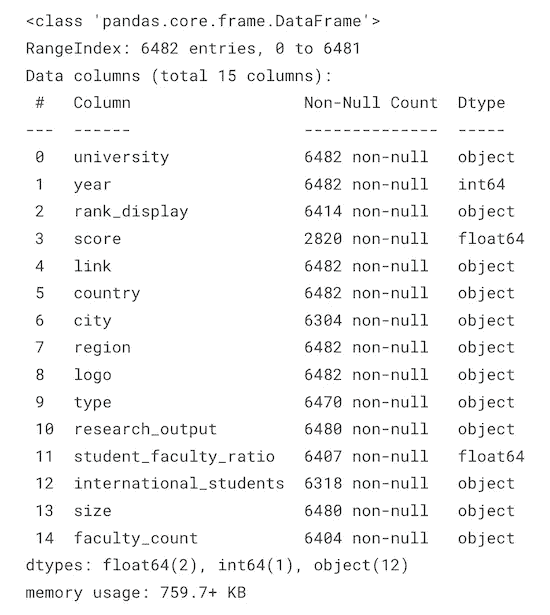 <class 'pandas.core.frame.DataFrame'>
RangeIndex: 6482 entries, 0 to 6481
Data columns (total 15 columns):
 #   Column                  Non-Null Count  Dtype
---  ------                  --------------  -----
 0   university              6482 non-null   object
 1   year                    6482 non-null   int64
 2   rank_display            6414 non-null   object
 3   score                   2820 non-null   float64
 4   link                    6482 non-null   object
 5   country                 6482 non-null   object
 6   city                    6304 non-null   object
 7   region                  6482 non-null   object
 8   logo                    6482 non-null   object
 9   type                    6470 non-null   object
 10  research_output         6480 non-null   object
 11  student_faculty_ratio   6407 non-null   float64
 12  international_students  6318 non-null   object
 13  size                    6480 non-null   object
 14  faculty_count           6404 non-null   object
dtypes: float64(2), int64(1), object(12)
memory usage: 759.7+ KB